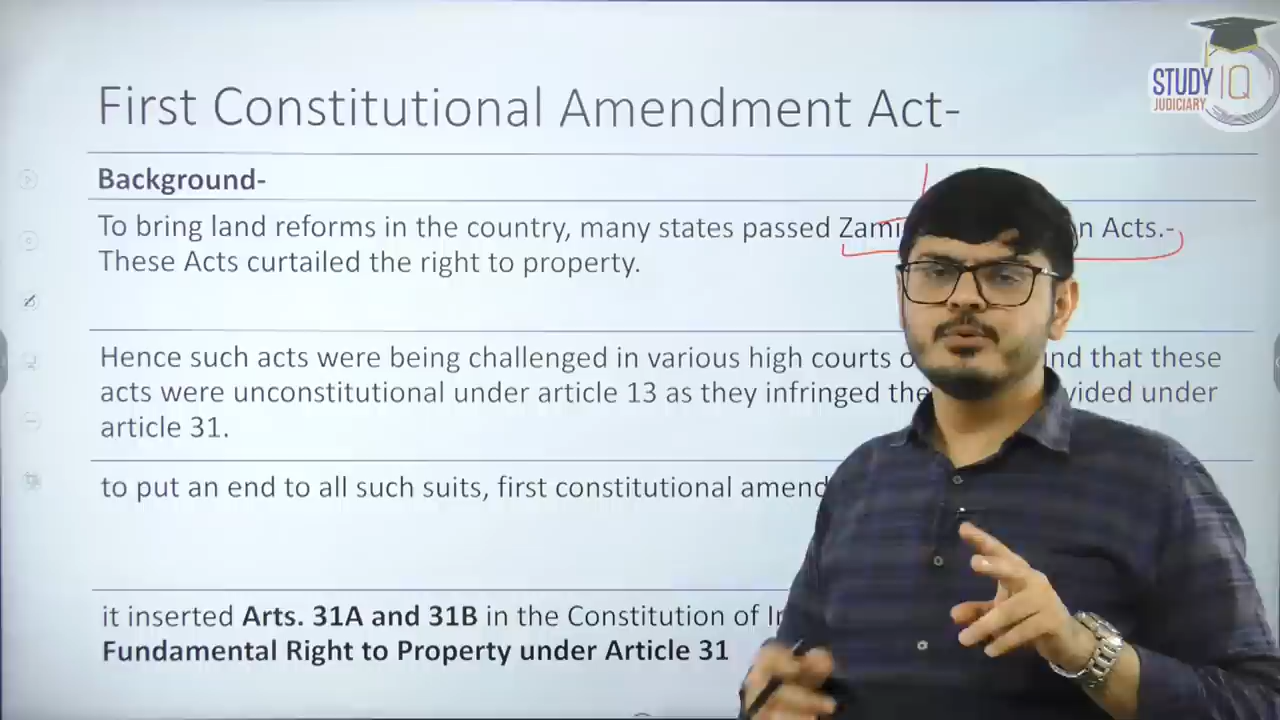 STUDY IQ
JUDICIARY
First Constitutional Amendment Act-
Background-
To bring land reforms in the country, many states passed Acts.-
These Acts curtailed the right to property.
Hence such acts were being challenged in various high courts that these
acts were unconstitutional under article 13 as they infringed the under
article 31.
to put an end to all such suits, first constitutional
it inserted Arts. 31A and 31B in the Constitution of
Fundamental Right to Property under Article 31